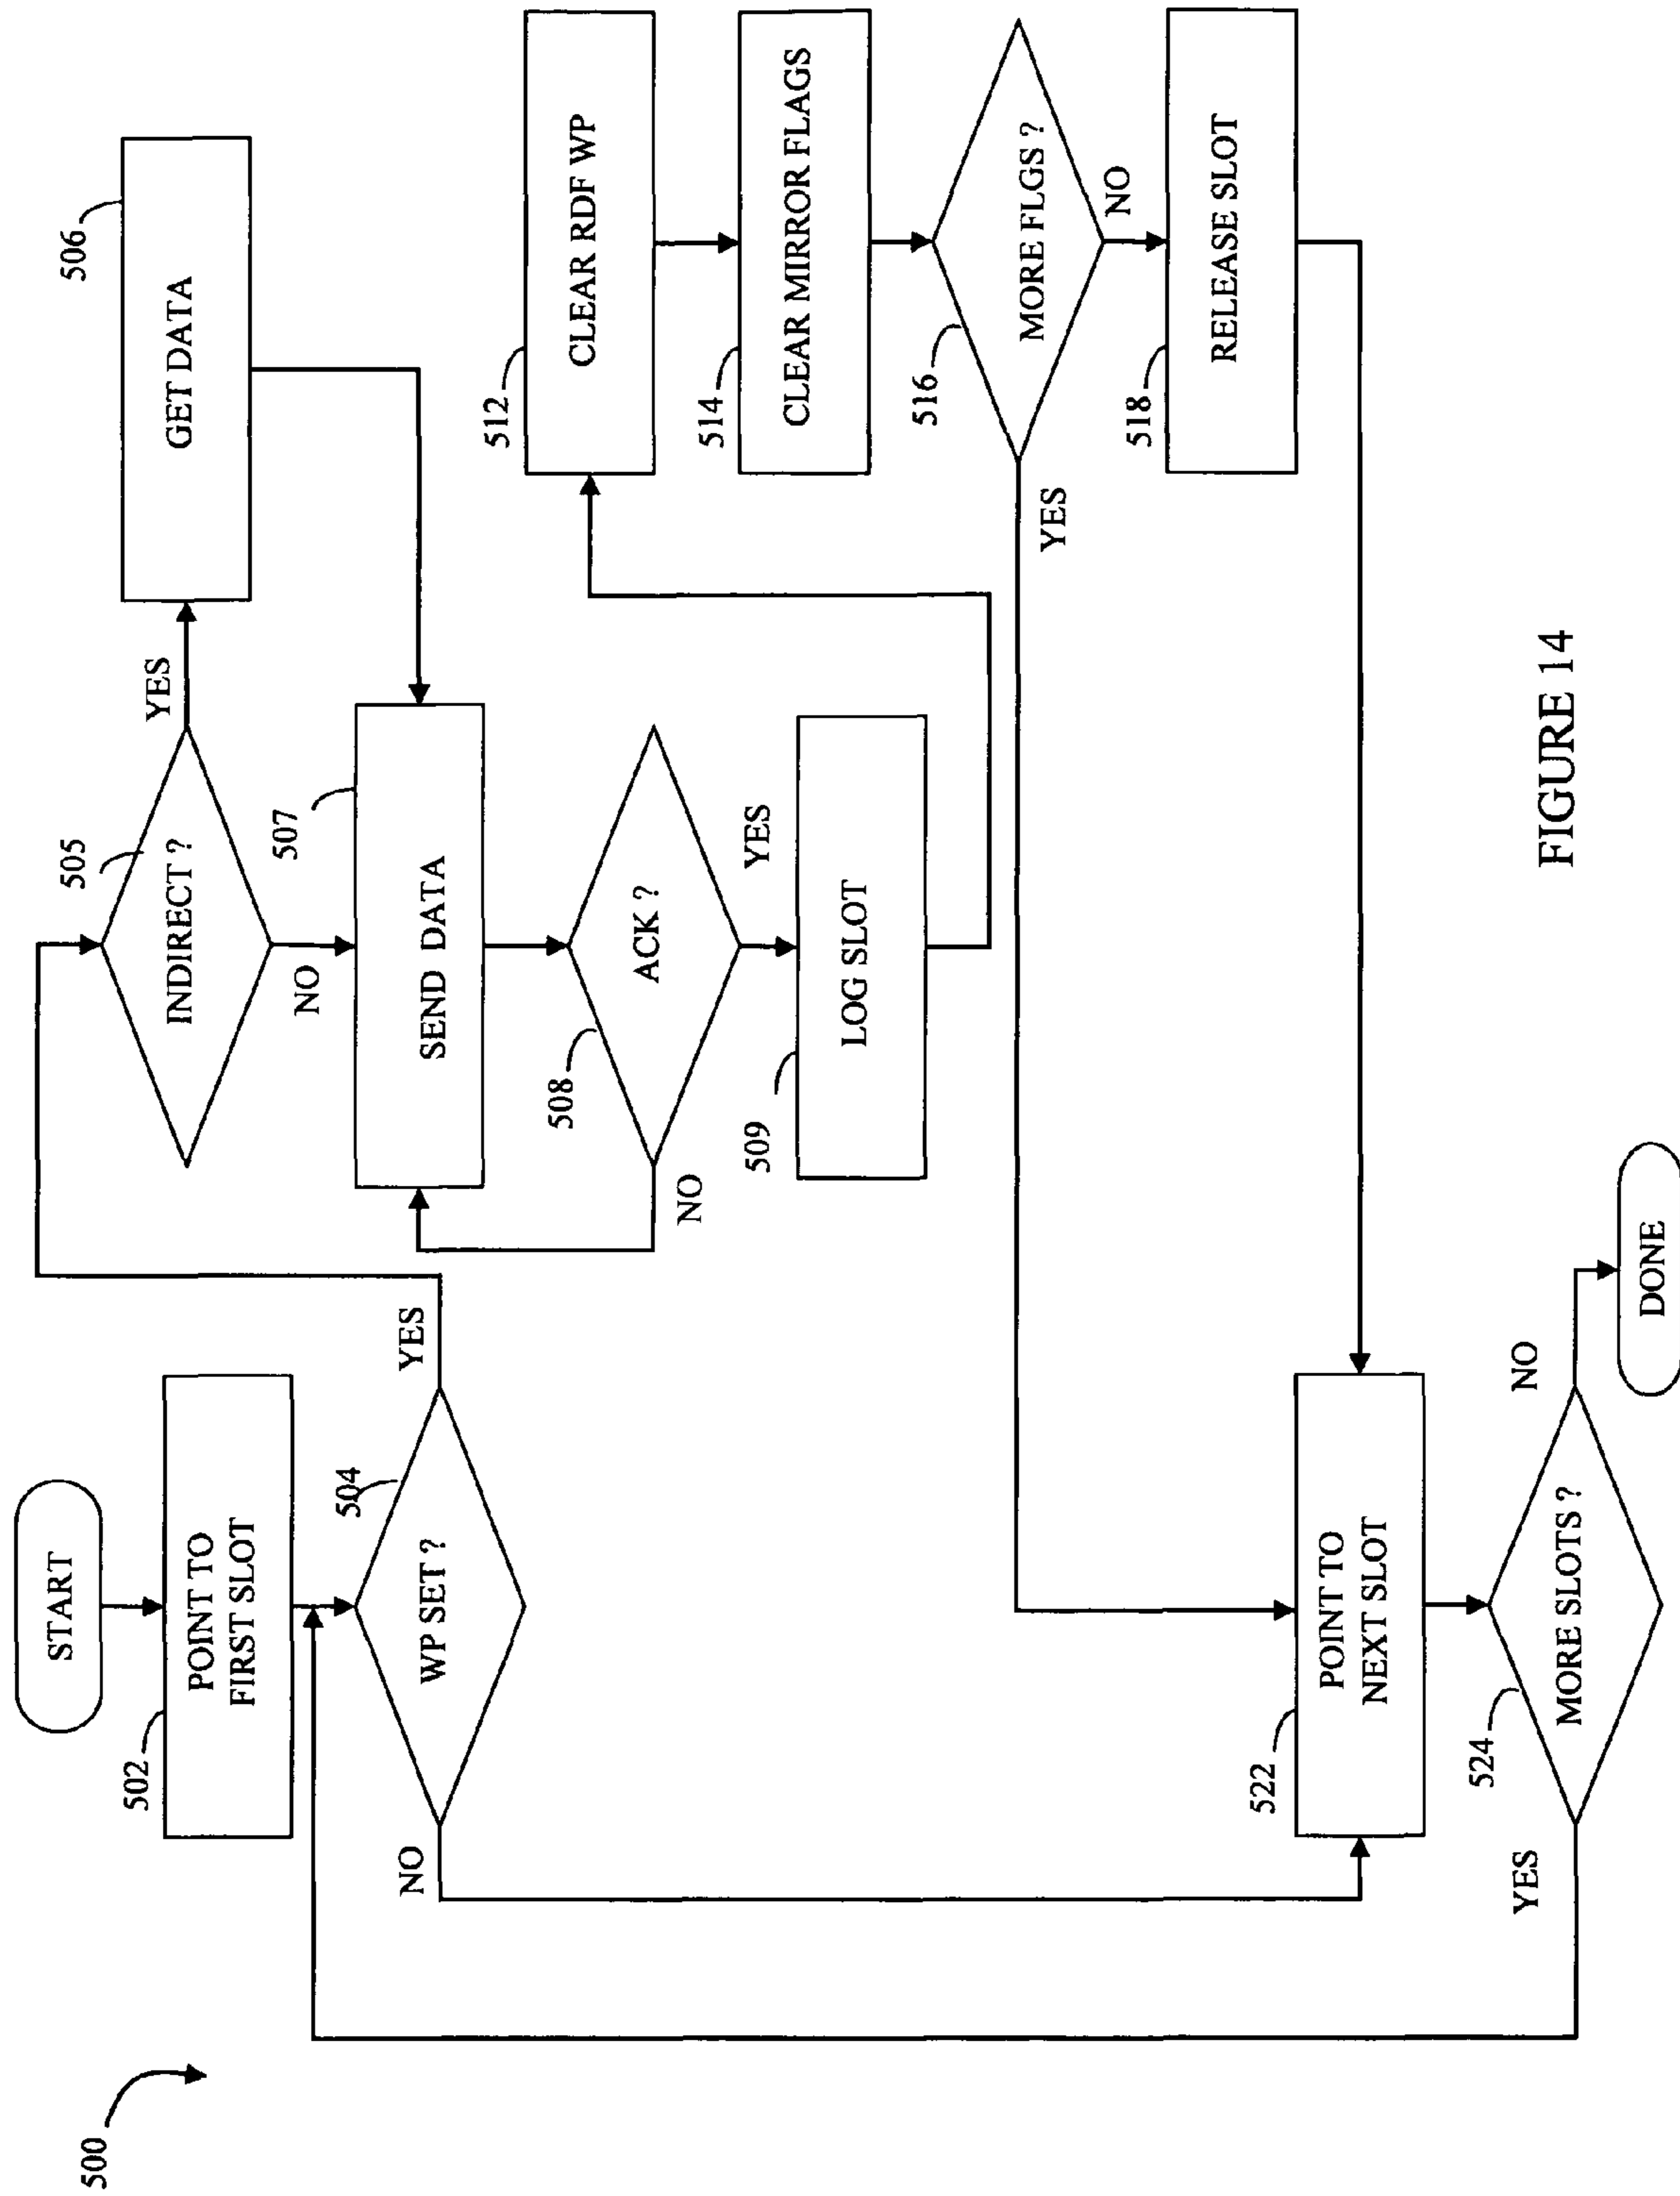 500
START
502
POINT TO
FIRST SLOT
504
WP SET ?
YES
NO
505
INDIRECT ?
YES
NO
506
GET DATA
507
SEND DATA
508
ACK ?
NO
YES
509
LOG SLOT
512
CLEAR RDF WP
514
CLEAR MIRROR FLAGS
516
MORE FLGS ?
YES
NO
518
RELEASE SLOT
522
POINT TO
NEXT SLOT
524
MORE SLOTS ?
YES
NO
DONE
FIGURE 14